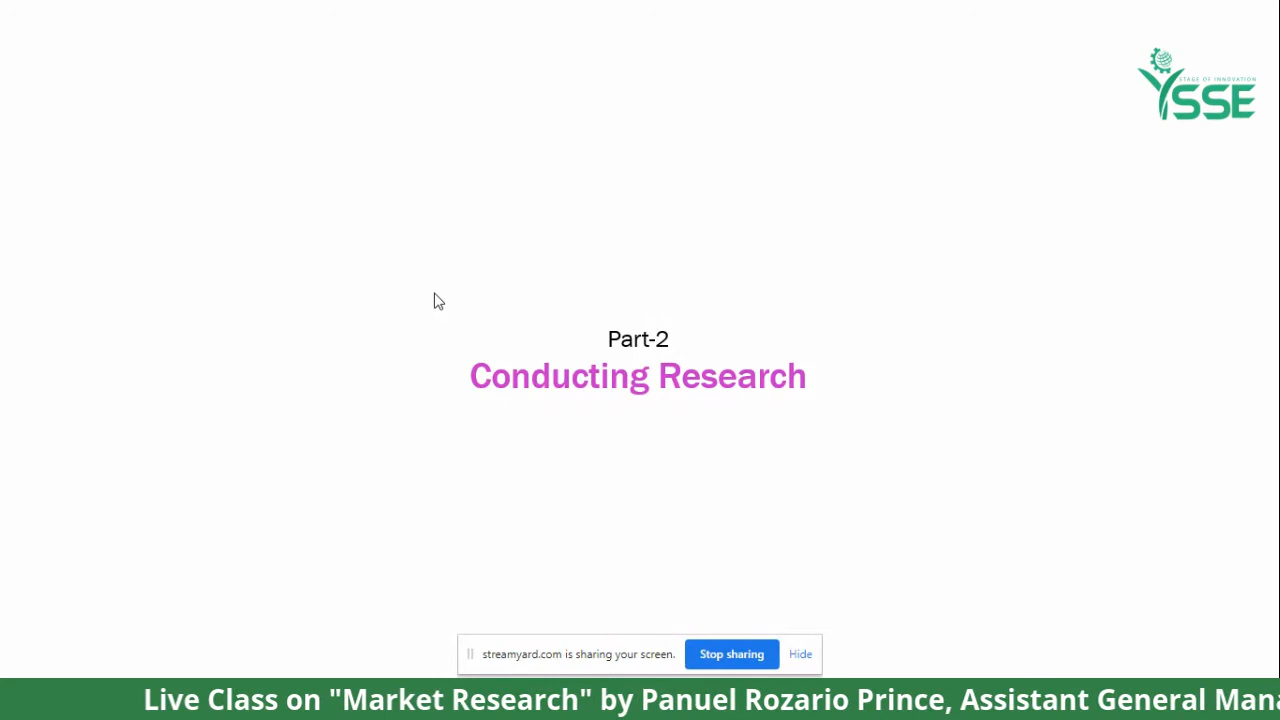 STAGE OF INNOVATION
YSSE
Part-2
Conducting Research
streamyard.com is sharing your screen.
Stop sharing
Hide
Live Class on "Market Research" by Panuel Rozario Prince, Assistant General Mana